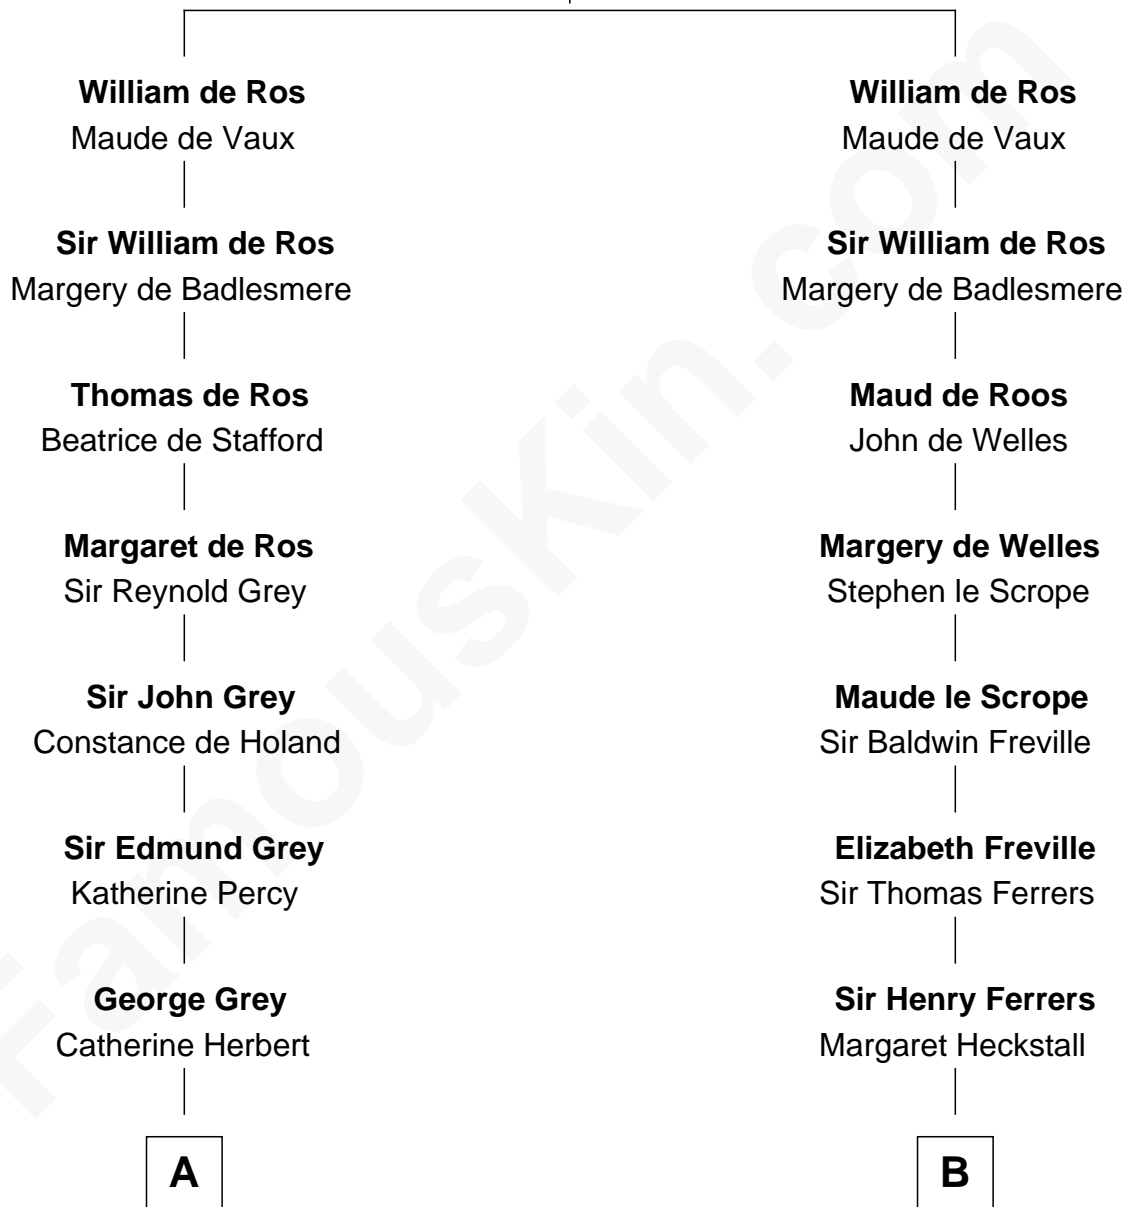 William de Ros
Maude de Vaux
Sir William de Ros
Margery de Badlesmere
Thomas de Ros
Beatrice de Stafford
Margaret de Ros
Sir Reynold Grey
Sir John Grey
Constance de Holand
Sir Edmund Grey
Katherine Percy
George Grey
Catherine Herbert
A
William de Ros
Maude de Vaux
Sir William de Ros
Margery de Badlesmere
Maud de Roos
John de Welles
Margery de Welles
Stephen le Scrope
Maude le Scrope
Sir Baldwin Freville
Elizabeth Freville
Sir Thomas Ferrers
Sir Henry Ferrers
Margaret Heckstall
B
FamousKin.com